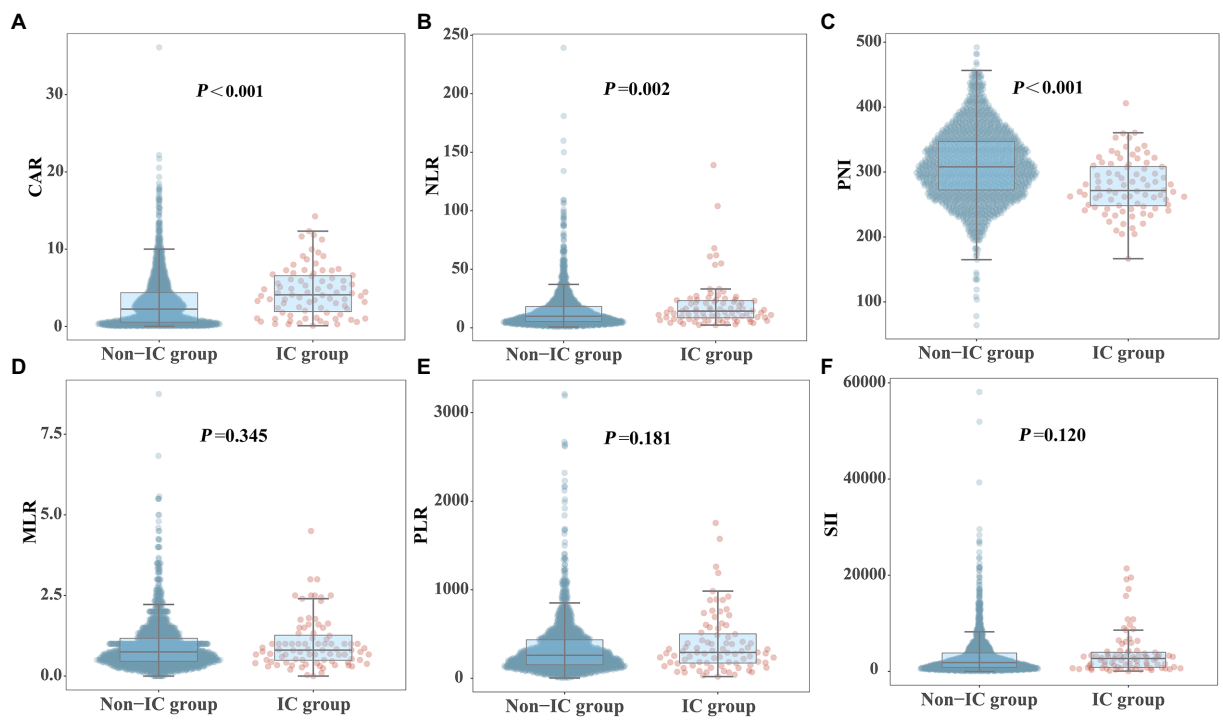 A
CAR
30
20
10
0
P<0.001
Non−IC group IC group
B
NLR
250
200
150
100
50
0
P=0.002
Non−IC group IC group
C
PNI
500
400
300
200
100
P<0.001
Non−IC group IC group
D
MLR
7.5
5.0
2.5
0.0
P=0.345
Non−IC group IC group
E
PLR
3000
2000
1000
0
P=0.181
Non−IC group IC group
F
SII
60000
40000
20000
0
P=0.120
Non−IC group IC group